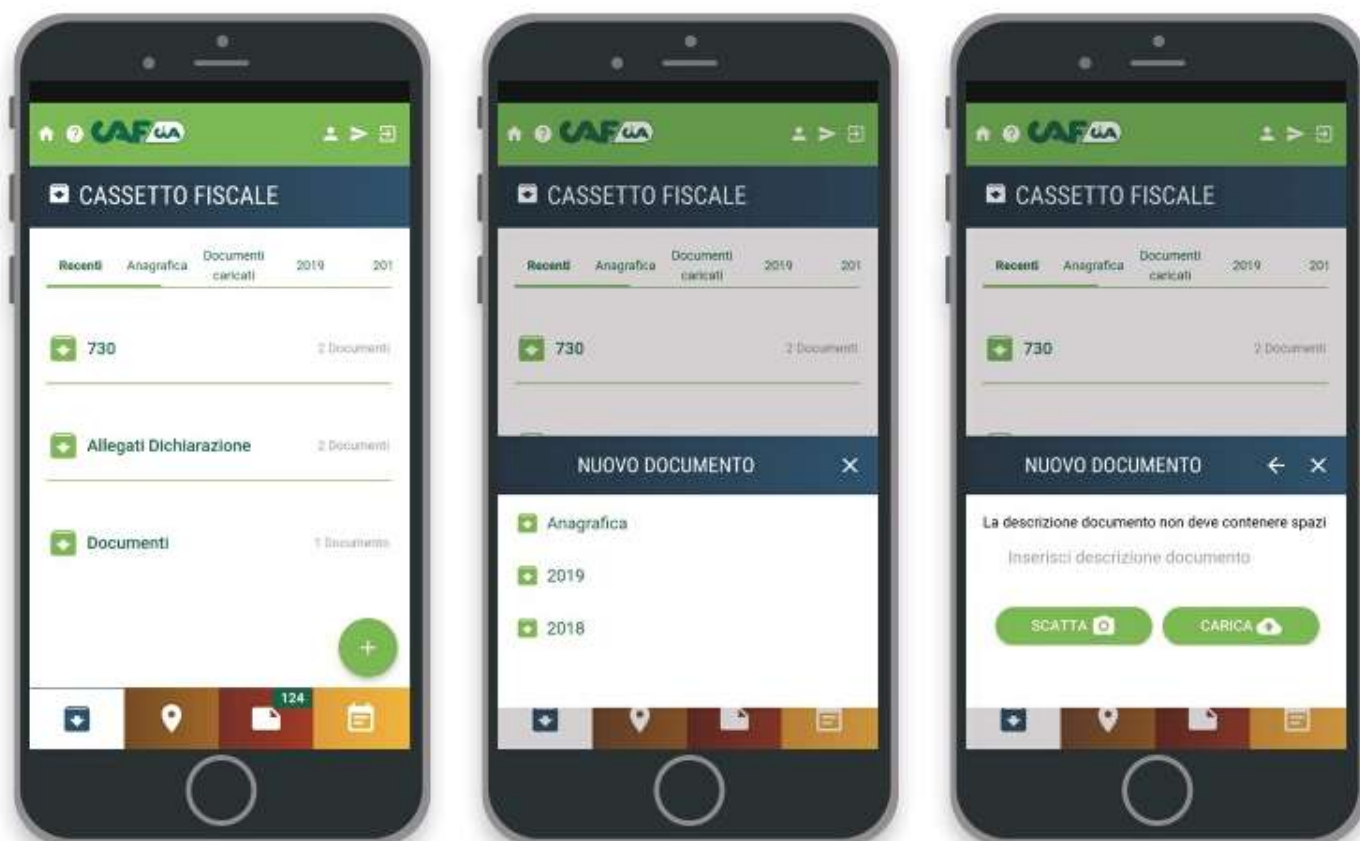 CAF CIA
CASSETTO FISCALE
Recenti Anagrafica Documenti caricati 2019 201
730 2 Documenti
Allegati Dichiarazione 2 Documenti
Documenti 1 Documento
+
124
CAF CIA
CASSETTO FISCALE
Recenti Anagrafica Documenti caricati 2019 201
730 2 Documenti
NUOVO DOCUMENTO
Anagrafica
2019
2018
CAF CIA
CASSETTO FISCALE
Recenti Anagrafica Documenti caricati 2019 201
730 2 Documenti
NUOVO DOCUMENTO
La descrizione documento non deve contenere spazi
Inserisci descrizione documento
SCATTA CARICA